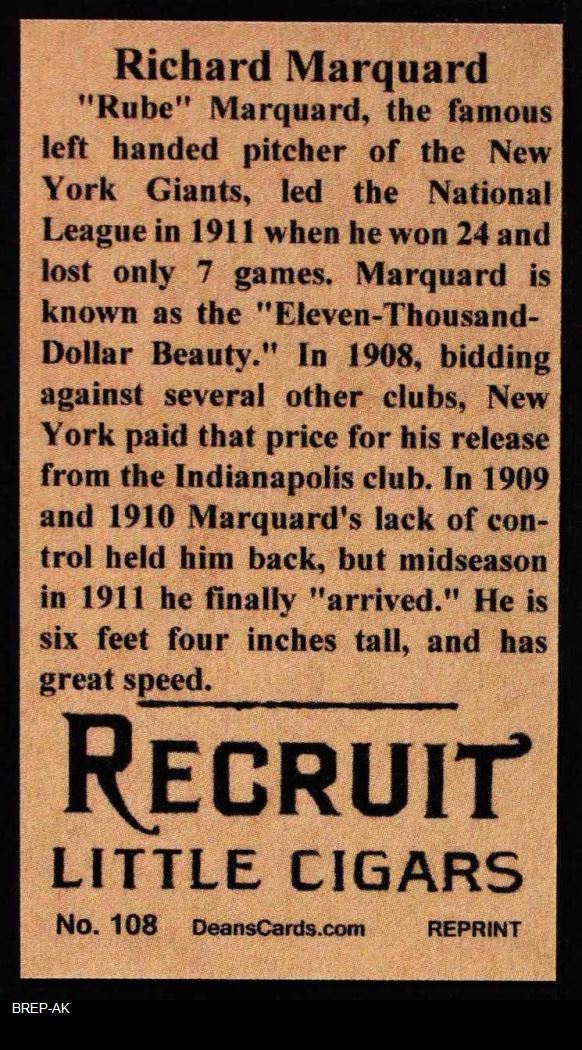 Richard Marquard
"Rube" Marquard, the famous
left handed pitcher of the New
York Giants, led the National
League in 1911 when he won 24 and
lost only 7 games. Marquard is
known as the "Eleven-Thousand-
Dollar Beauty." In 1908, bidding
against several other clubs, New
York paid that price for his release
from the Indianapolis club. In 1909
and 1910 Marquard's lack of con-
trol held him back, but midseason
in 1911 he finally "arrived." He is
six feet four inches tall, and has
great speed.
RECRUIT
LITTLE CIGARS
No. 108 DeansCards.com REPRINT
BREP-AK